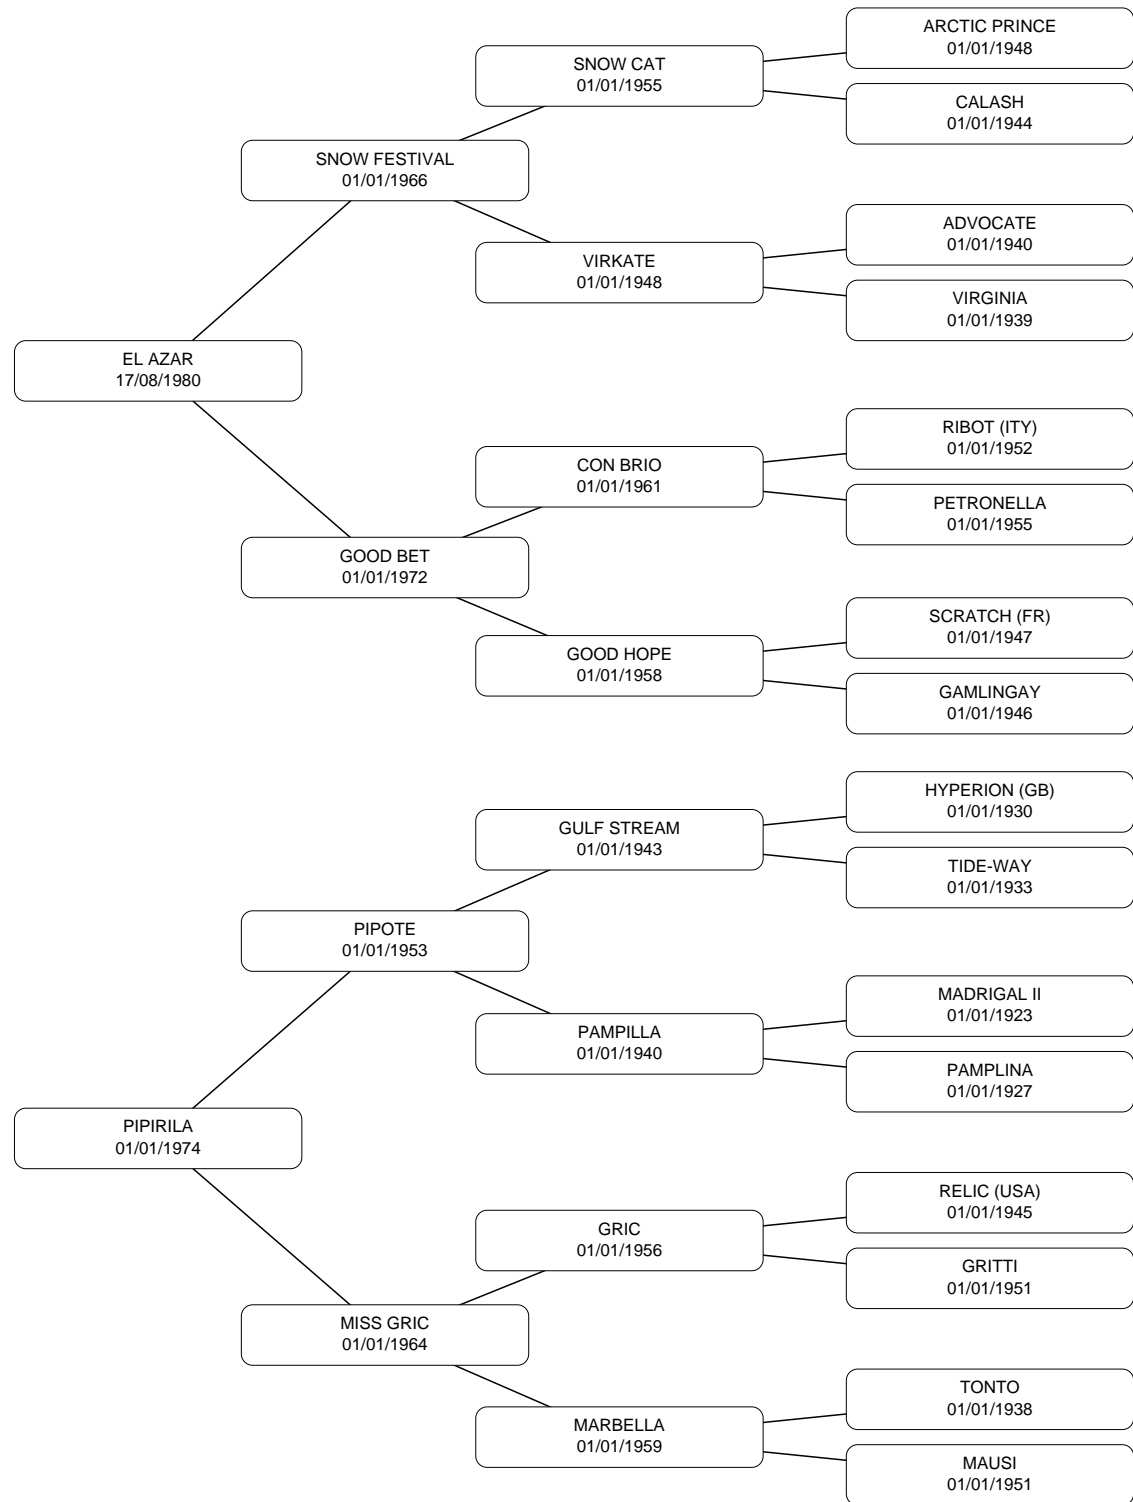 ARCTIC PRINCE
01/01/1948
SNOW CAT
01/01/1955
CALASH
01/01/1944
SNOW FESTIVAL
01/01/1966
ADVOCATE
01/01/1940
VIRKATE
01/01/1948
VIRGINIA
01/01/1939
EL AZAR
17/08/1980
RIBOT (ITY)
01/01/1952
CON BRIO
01/01/1961
PETRONELLA
01/01/1955
GOOD BET
01/01/1972
SCRATCH (FR)
01/01/1947
GOOD HOPE
01/01/1958
GAMLINGAY
01/01/1946
HYPERION (GB)
01/01/1930
GULF STREAM
01/01/1943
TIDE-WAY
01/01/1933
PIPOTE
01/01/1953
MADRIGAL II
01/01/1923
PAMPILLA
01/01/1940
PAMPLINA
01/01/1927
PIPIRILA
01/01/1974
RELIC (USA)
01/01/1945
GRIC
01/01/1956
GRITTI
01/01/1951
MISS GRIC
01/01/1964
TONTO
01/01/1938
MARBELLA
01/01/1959
MAUSI
01/01/1951